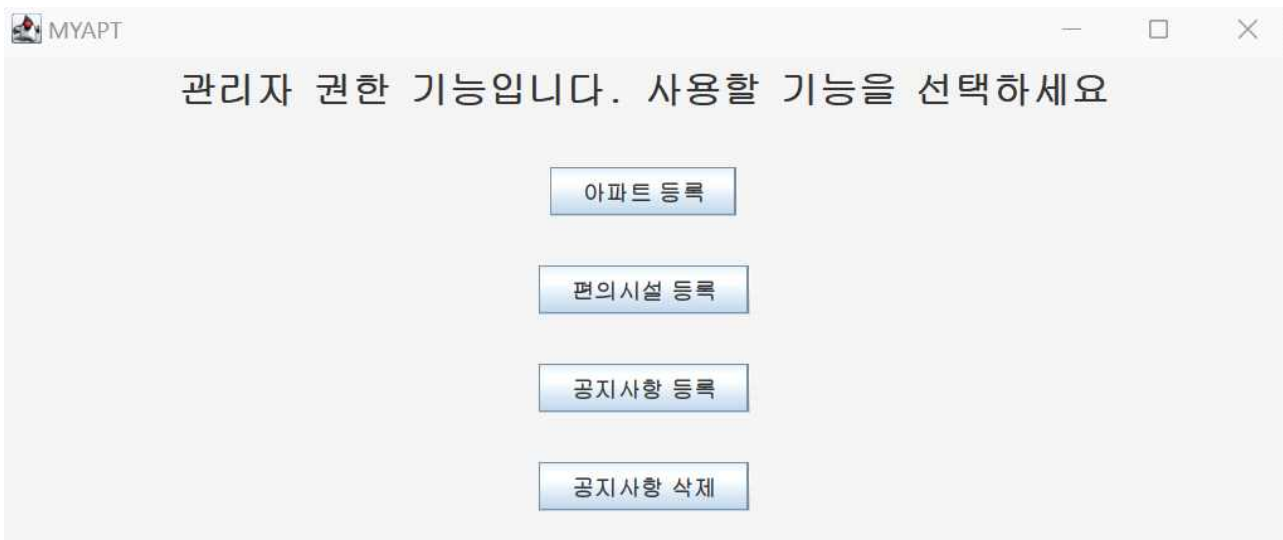 MYAPT
관리자 권한 기능입니다. 사용할 기능을 선택하세요
아파트 등록
편의시설 등록
공지사항 등록
공지사항 삭제